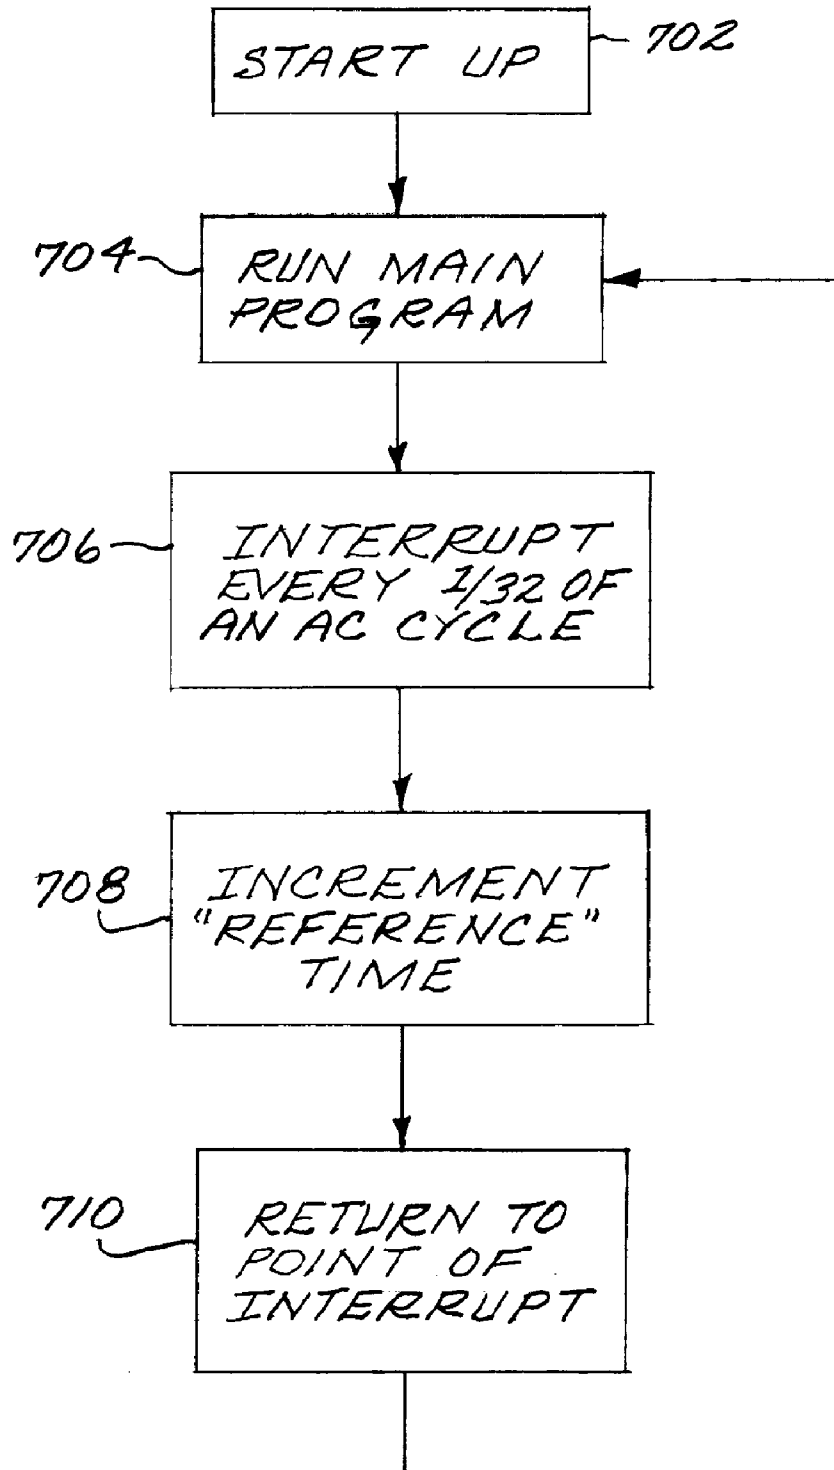 START UP
702
704
RUN MAIN
PROGRAM
706
INTERRUPT
EVERY 1/32 OF
AN AC CYCLE
708
INCREMENT
"REFERENCE"
TIME
710
RETURN TO
POINT OF
INTERRUPT